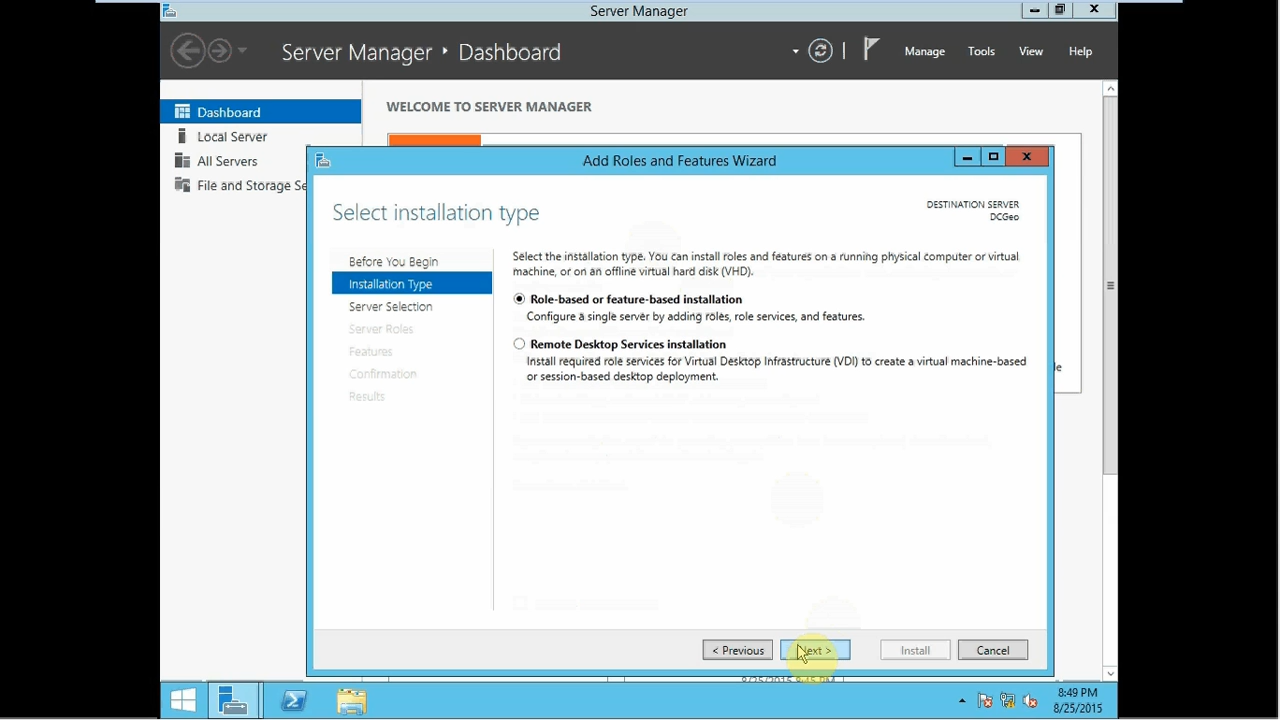 Server Manager
Server Manager • Dashboard
Manage Tools View Help
Dashboard
Local Server
All Servers
File and Storage Se
WELCOME TO SERVER MANAGER
Add Roles and Features Wizard
Select installation type
DESTINATION SERVER
DCGeo
Before You Begin
Installation Type
Server Selection
Server Roles
Features
Confirmation
Results
Select the installation type. You can install roles and features on a running physical computer or virtual
machine, or on an offline virtual hard disk (VHD).
Role-based or feature-based installation
Configure a single server by adding roles, role services, and features.
Remote Desktop Services installation
Install required role services for Virtual Desktop Infrastructure (VDI) to create a virtual machine-based
or session-based desktop deployment.
< Previous Next > Install Cancel
8/25/2015 8:45 PM
8:49 PM
8/25/2015